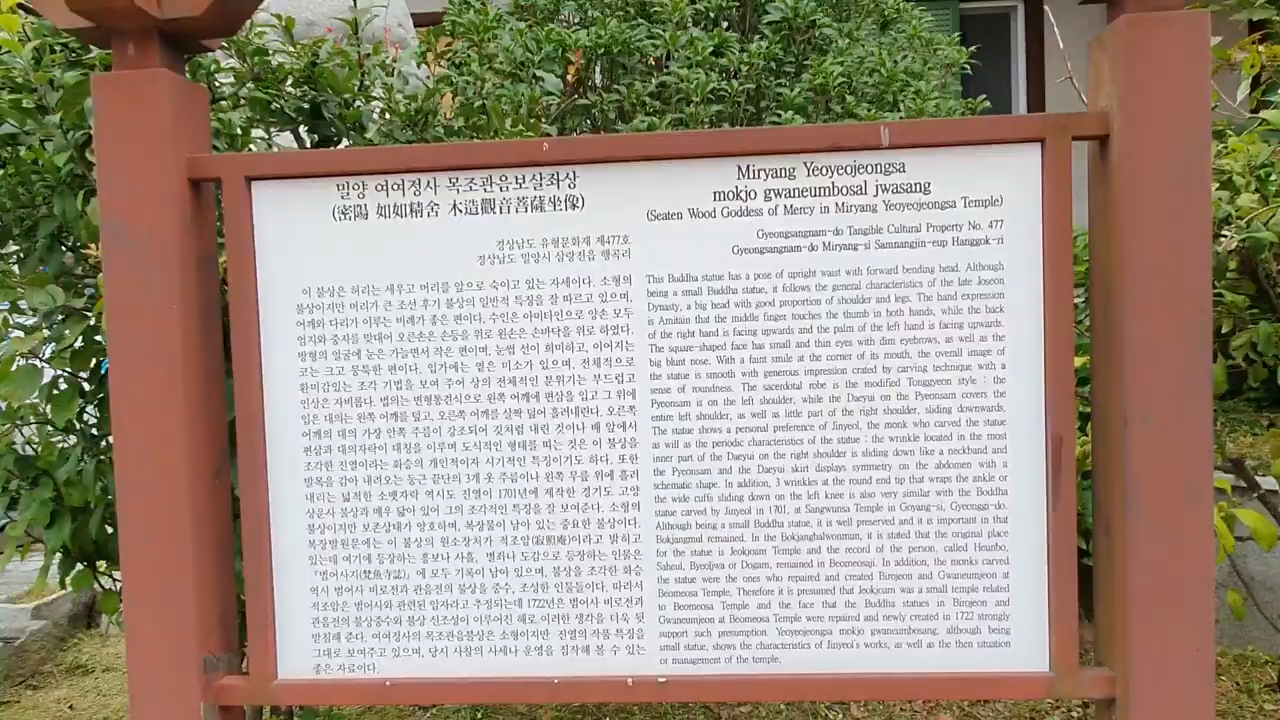 밀양 여여정사 목조관음보살좌상
(密陽 如如精舍 木造觀音菩薩坐像)
경상남도 유형문화재 제477호
경상남도 밀양시 삼랑진읍 행곡리
이 불상은 허리는 세우고 머리를 앞으로 숙이고 있는 자세이다. 소형의
불상이지만 머리가 큰 조선 후기 불상의 일반적 특징을 잘 따르고 있으며,
어깨와 다리가 이루는 비례가 좋은 편이다. 수인은 아미타인으로 양손 모두
엄지와 중지를 맞대어 오른손은 손등을 위로 왼손은 손바닥을 위로 하였다.
방형의 얼굴에 눈은 가늘면서 작은 편이며, 눈썹 선이 희미하고, 이어지는
코는 크고 뭉툭한 편이다. 입가에는 엷은 미소가 있으며, 전체적으로
환미감있는 조각 기법을 보여 주어 상의 전체적인 분위기는 부드럽고
인상은 자비롭다. 법의는 변형통견식으로 왼쪽 어깨에 편삼을 입고 그 위에
입은 대의는 왼쪽 어깨를 덮고, 오른쪽 어깨를 살짝 덮어 흘러내린다. 오른쪽
어깨의 대의 가장 안쪽 주름이 강조되어 깃처럼 내린 것이나 배 앞에서
편삼과 대의자락이 대칭을 이루며 도식적인 형태를 띠는 것은 이 불상을
조각한 진열이라는 화승의 개인적이자 시기적인 특징이기도 하다. 또한
발목을 감아 내려오는 둥근 끝단의 3개 옷 주름이나 왼쪽 무릎 위에 흘러
내리는 넓적한 소맷자락 역시도 진열이 1701년에 제작한 경기도 고양
상운사 불상과 매우 닮아 있어 그의 조각적인 특징을 잘 보여준다. 소형의
불상이지만 보존상태가 양호하며, 복장물이 남아 있는 중요한 불상이다.
복장발원문에는 이 불상의 원소장처가 적조암(寂照庵)이라고 밝히고
있는데 여기에 등장하는 흥보나 사흘, 별좌나 도감으로 등장하는 인물은
『범어사지(梵魚寺誌)』에 모두 기록이 남아 있으며, 불상을 조각한 화승
역시 범어사 비로전과 관음전의 불상을 중수, 조성한 인물들이다. 따라서
적조암은 범어사와 관련된 암자라고 추정되는데 1722년은 범어사 비로전과
관음전의 불상중수와 불상 신조성이 이루어진 해로 이러한 생각을 더욱 뒷
받침해 준다. 여여정사의 목조관음불상은 소형이지만 진열의 작품 특징을
그대로 보여주고 있으며, 당시 사찰의 사세나 운영을 짐작해 볼 수 있는
좋은 자료이다.
Miryang Yeoyeojeongsa
mokjo gwaneumbosal jwasang
(Seaten Wood Goddess of Mercy in Miryang Yeoyeojeongsa Temple)
Gyeongsangnam-do Tangible Cultural Property No. 477
Gyeongsangnam-do Miryang-si Samnangjin-eup Hanggok-ri
This Buddha statue has a pose of upright waist with forward bending head. Although
being a small Buddha statue, it follows the general characteristics of the late Joseon
Dynasty, a big head with good proportion of shoulder and legs. The hand expression
is Amitain that the middle finger touches the thumb in both hands, while the back
of the right hand is facing upwards and the palm of the left hand is facing upwards.
The square-shaped face has small and thin eyes with dim eyebrows, as well as the
big blunt nose. With a faint smile at the corner of its mouth, the overall image of
the statue is smooth with generous impression crated by carving technique with a
sense of roundness. The sacerdotal robe is the modified Tonggyeon style : the
Pyeonsam is on the left shoulder, while the Daeyui on the Pyeonsam covers the
entire left shoulder, as well as little part of the right shoulder, sliding downwards.
The statue shows a personal preference of Jinyeol, the monk who carved the statue
as will as the periodic characteristics of the statue : the wrinkle located in the most
inner part of the Daeyui on the right shoulder is sliding down like a neckband and
the Pyeonsam and the Daeyui skirt displays symmetry on the abdomen with a
schematic shape. In addition, 3 wrinkles at the round end tip that wraps the ankle or
the wide cuffs sliding down on the left knee is also very similar with the Buddha
statue carved by Jinyeol in 1701, at Sangwunsa Temple in Goyang-si, Gyeonggi-do.
Although being a small Buddha statue, it is well preserved and it is important in that
Bokjangmul remained. In the Bokjangbalwonmun, it is stated that the original place
for the statue is Jeokjoam Temple and the record of the person, called Heunbo,
Saheul, Byeoljwa or Dogam, remained in Beomeosaji. In addition, the monks carved
the statue were the ones who repaired and created Birojeon and Gwaneumjeon at
Beomeosa Temple. Therefore it is presumed that Jeokjoam was a small temple related
to Beomeosa Temple and the face that the Buddha statues in Birojeon and
Gwaneumjeon at Beomeosa Temple were repaired and newly created in 1722 strongly
support such presumption. Yeoyeojeongsa mokjo gwaneumbosang, although being
small statue, shows the characteristics of Jinyeol's works, as well as the then situation
or management of the temple.